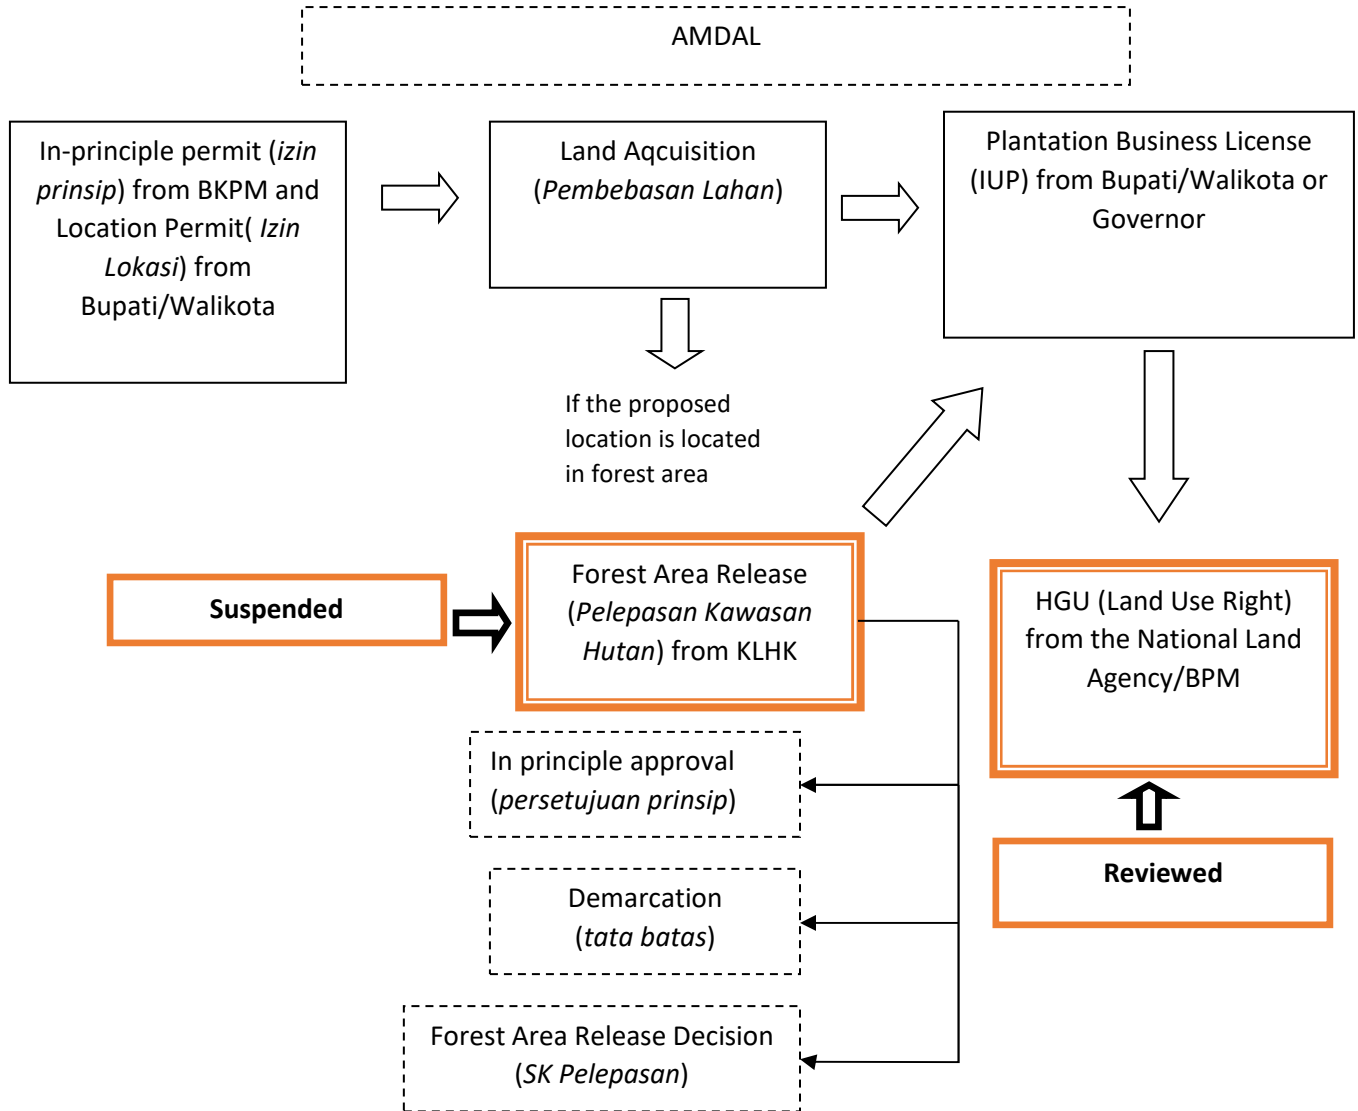 AMDAL
In-principle permit (izin
prinsip) from BKPM and
Location Permit( Izin
Lokasi) from
Bupati/Walikota
Land Aqcuisition
(Pembebasan Lahan)
Plantation Business License
(IUP) from Bupati/Walikota or
Governor
If the proposed
location is located
in forest area
Suspended
Forest Area Release
(Pelepasan Kawasan
Hutan) from KLHK
HGU (Land Use Right)
from the National Land
Agency/BPM
In principle approval
(persetujuan prinsip)
Reviewed
Demarcation
(tata batas)
Forest Area Release Decision
(SK Pelepasan)